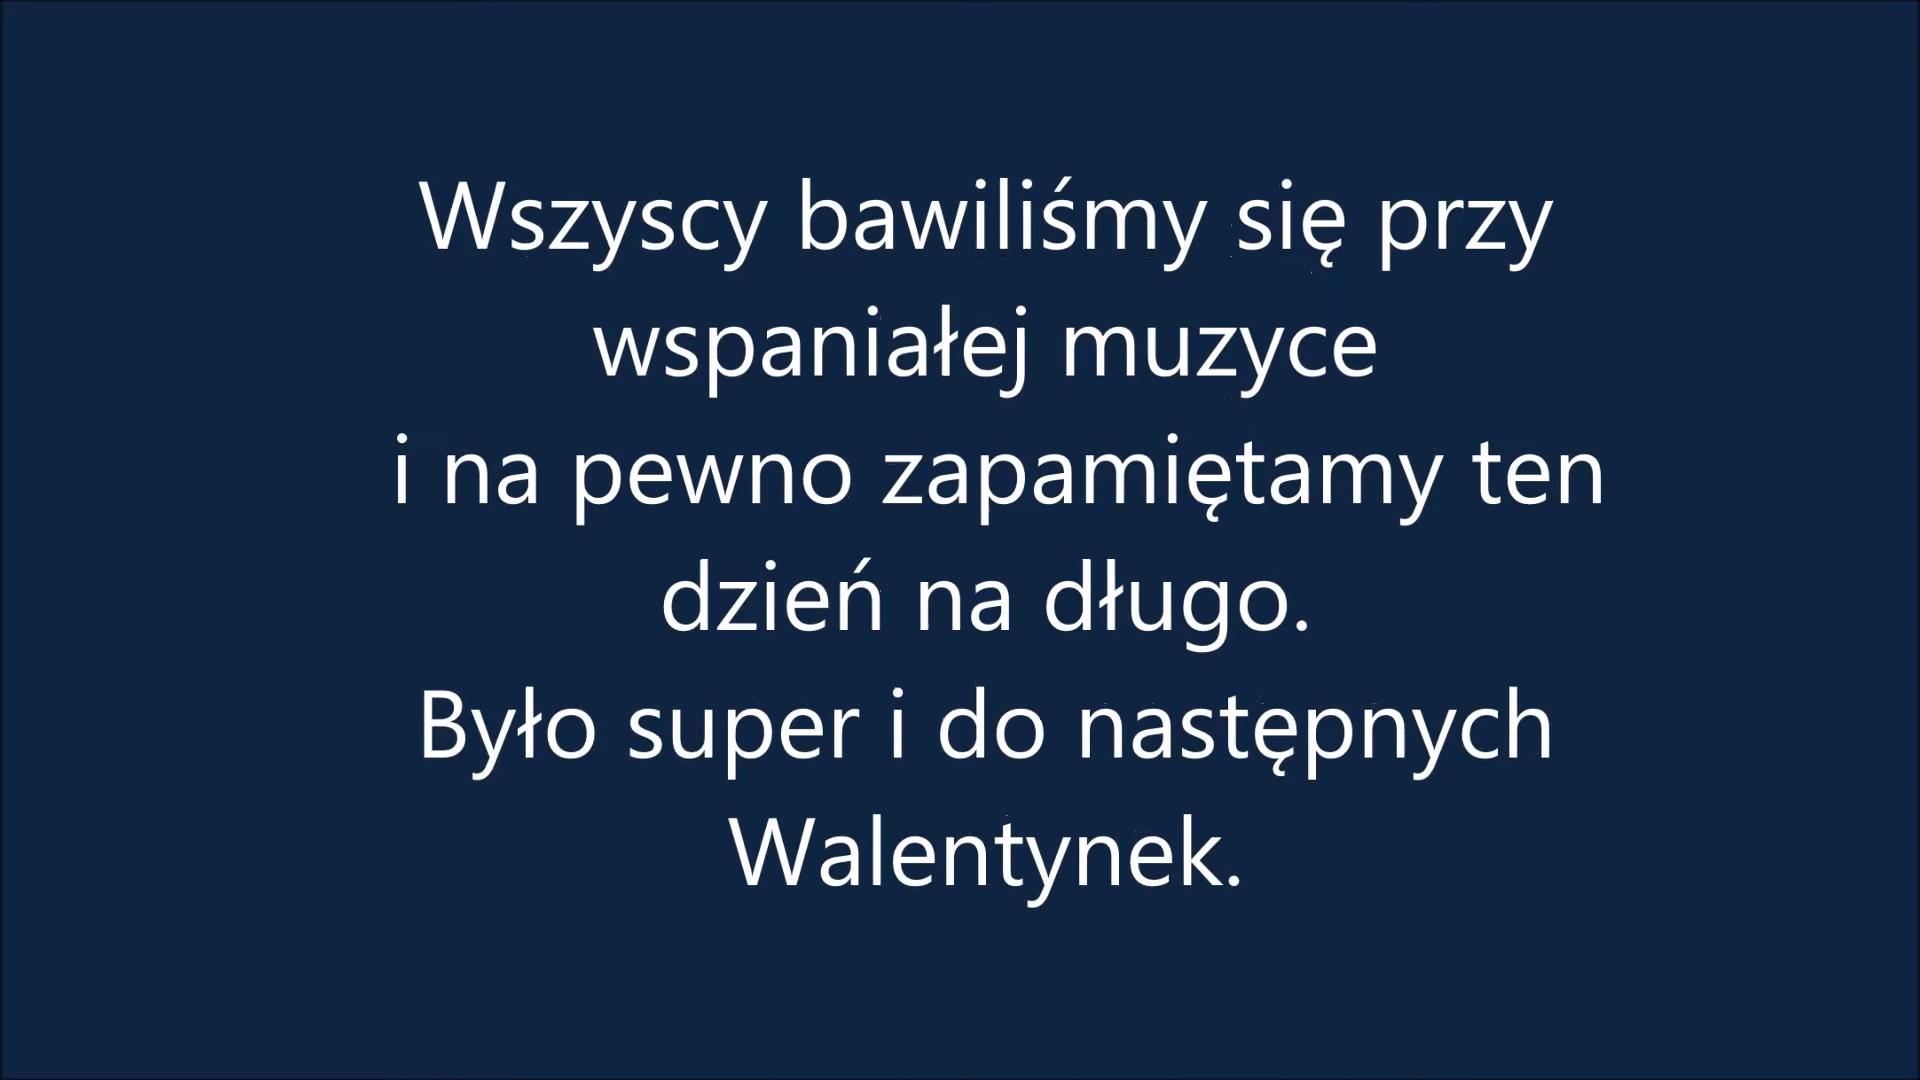 Wszyscy bawiliśmy się przy
wspaniałej muzyce
i na pewno zapamiętamy ten
dzień na długo.
Było super i do następnych
Walentynek.